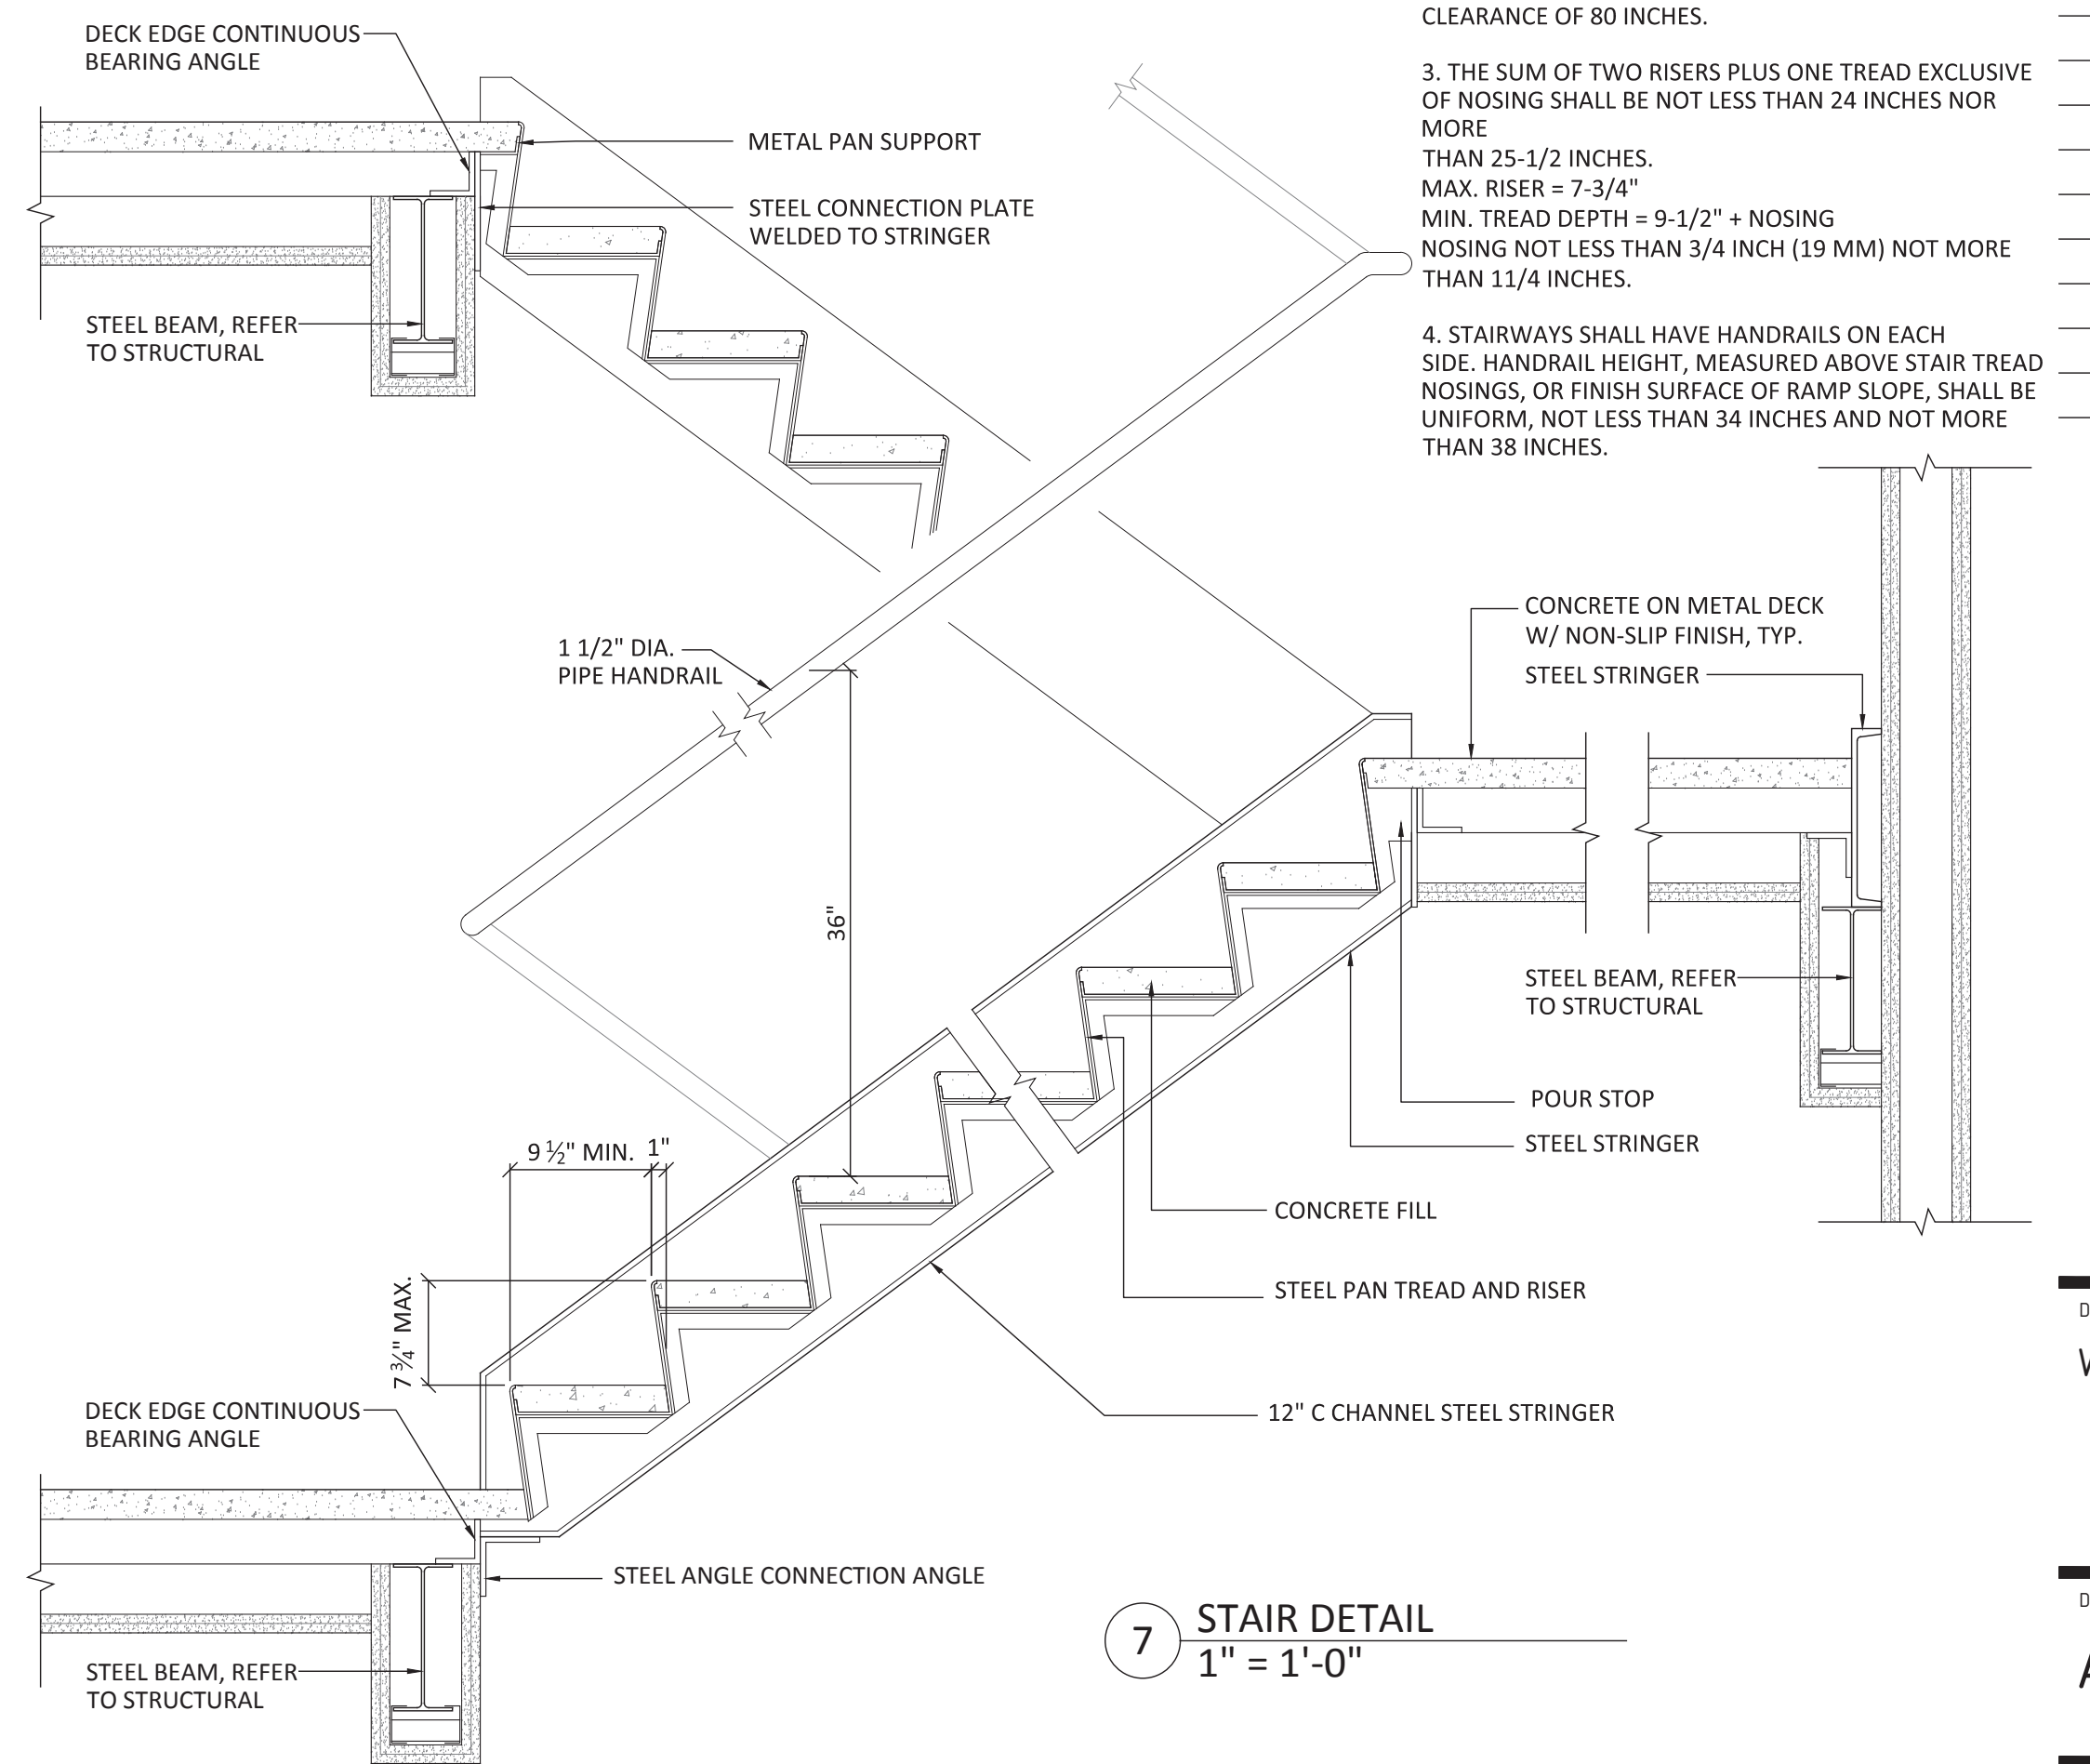 CLEARANCE OF 80 INCHES.
3. THE SUM OF TWO RISERS PLUS ONE TREAD EXCLUSIVE
OF NOSING SHALL BE NOT LESS THAN 24 INCHES NOR
MORE
THAN 25-1/2 INCHES.
MAX. RISER = 7-3/4"
MIN. TREAD DEPTH = 9-1/2" + NOSING
NOSING NOT LESS THAN 3/4 INCH (19 MM) NOT MORE
THAN 11/4 INCHES.
4. STAIRWAYS SHALL HAVE HANDRAILS ON EACH
SIDE. HANDRAIL HEIGHT, MEASURED ABOVE STAIR TREAD
NOSINGS, OR FINISH SURFACE OF RAMP SLOPE, SHALL BE
UNIFORM, NOT LESS THAN 34 INCHES AND NOT MORE
THAN 38 INCHES.
DECK EDGE CONTINUOUS
BEARING ANGLE
METAL PAN SUPPORT
STEEL CONNECTION PLATE
WELDED TO STRINGER
STEEL BEAM, REFER
TO STRUCTURAL
1 1/2" DIA.
PIPE HANDRAIL
CONCRETE ON METAL DECK
W/ NON-SLIP FINISH, TYP.
STEEL STRINGER
36"
STEEL BEAM, REFER
TO STRUCTURAL
POUR STOP
STEEL STRINGER
9 ½" MIN.
1"
CONCRETE FILL
STEEL PAN TREAD AND RISER
7 ¾" MAX.
12" C CHANNEL STEEL STRINGER
DECK EDGE CONTINUOUS
BEARING ANGLE
STEEL ANGLE CONNECTION ANGLE
STEEL BEAM, REFER
TO STRUCTURAL
7
STAIR DETAIL
1" = 1'-0"